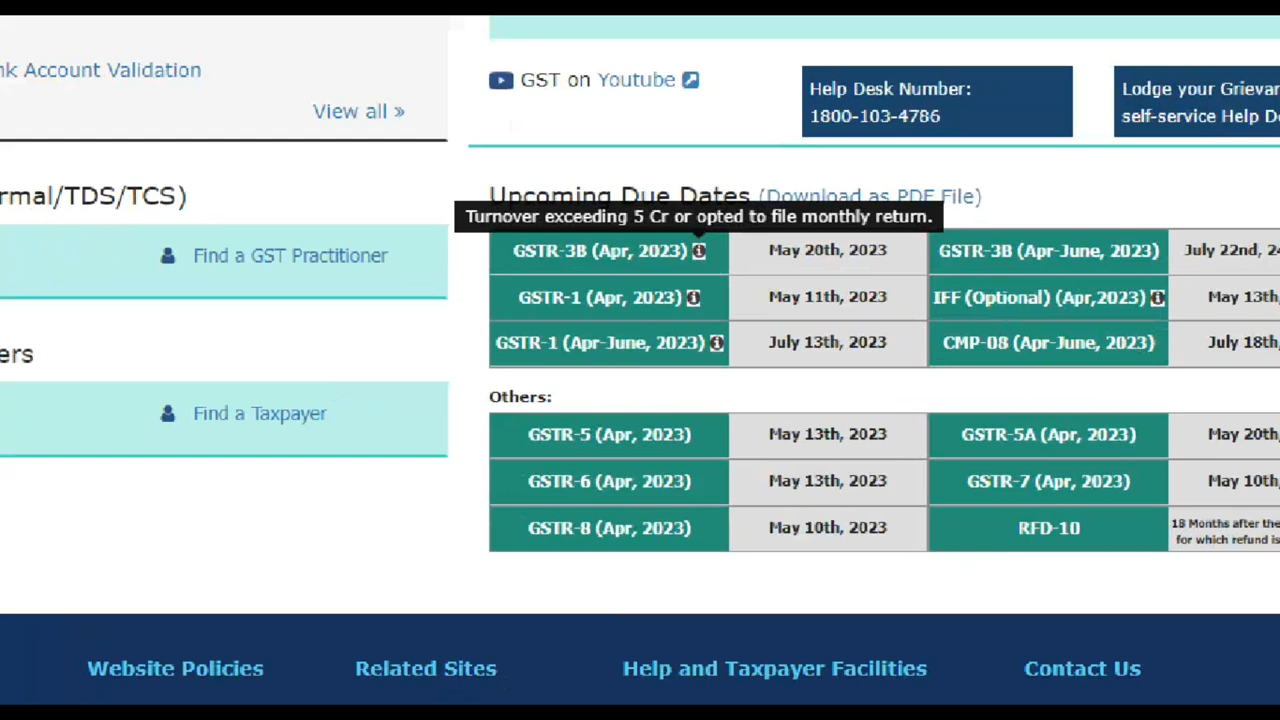 nk Account Validation
View all »
rmal/TDS/TCS)
Find a GST Practitioner
ers
Find a Taxpayer
GST on Youtube
Help Desk Number:
1800-103-4786
Lodge your Grievan
self-service Help De
Upcoming Due Dates (Download as PDF File)
Turnover exceeding 5 Cr or opted to file monthly return.
GSTR-3B (Apr, 2023) May 20th, 2023 GSTR-3B (Apr-June, 2023) July 22nd, 24
GSTR-1 (Apr, 2023) May 11th, 2023 IFF (Optional) (Apr,2023) May 13th,
GSTR-1 (Apr-June, 2023) July 13th, 2023 CMP-08 (Apr-June, 2023) July 18th,
Others:
GSTR-5 (Apr, 2023) May 13th, 2023 GSTR-5A (Apr, 2023) May 20th,
GSTR-6 (Apr, 2023) May 13th, 2023 GSTR-7 (Apr, 2023) May 10th,
GSTR-8 (Apr, 2023) May 10th, 2023 RFD-10 18 Months after the
for which refund is
Website Policies Related Sites Help and Taxpayer Facilities Contact Us